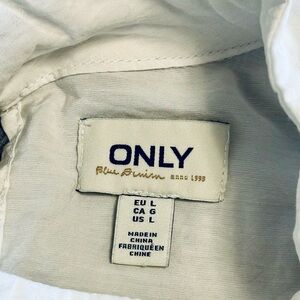 ONLY
Blue Denim anno 1995
EU L
CA G
US L
MADE IN
CHINA
FABRIQUÉ EN
CHINE